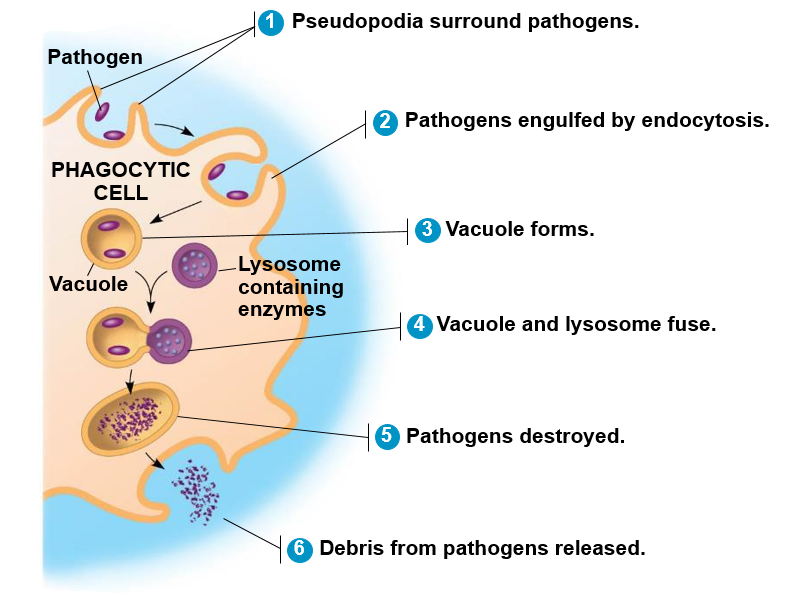 1 Pseudopodia surround pathogens.
Pathogen
2 Pathogens engulfed by endocytosis.
PHAGOCYTIC
CELL
3 Vacuole forms.
Vacuole
Lysosome
containing
enzymes
4 Vacuole and lysosome fuse.
5 Pathogens destroyed.
6 Debris from pathogens released.